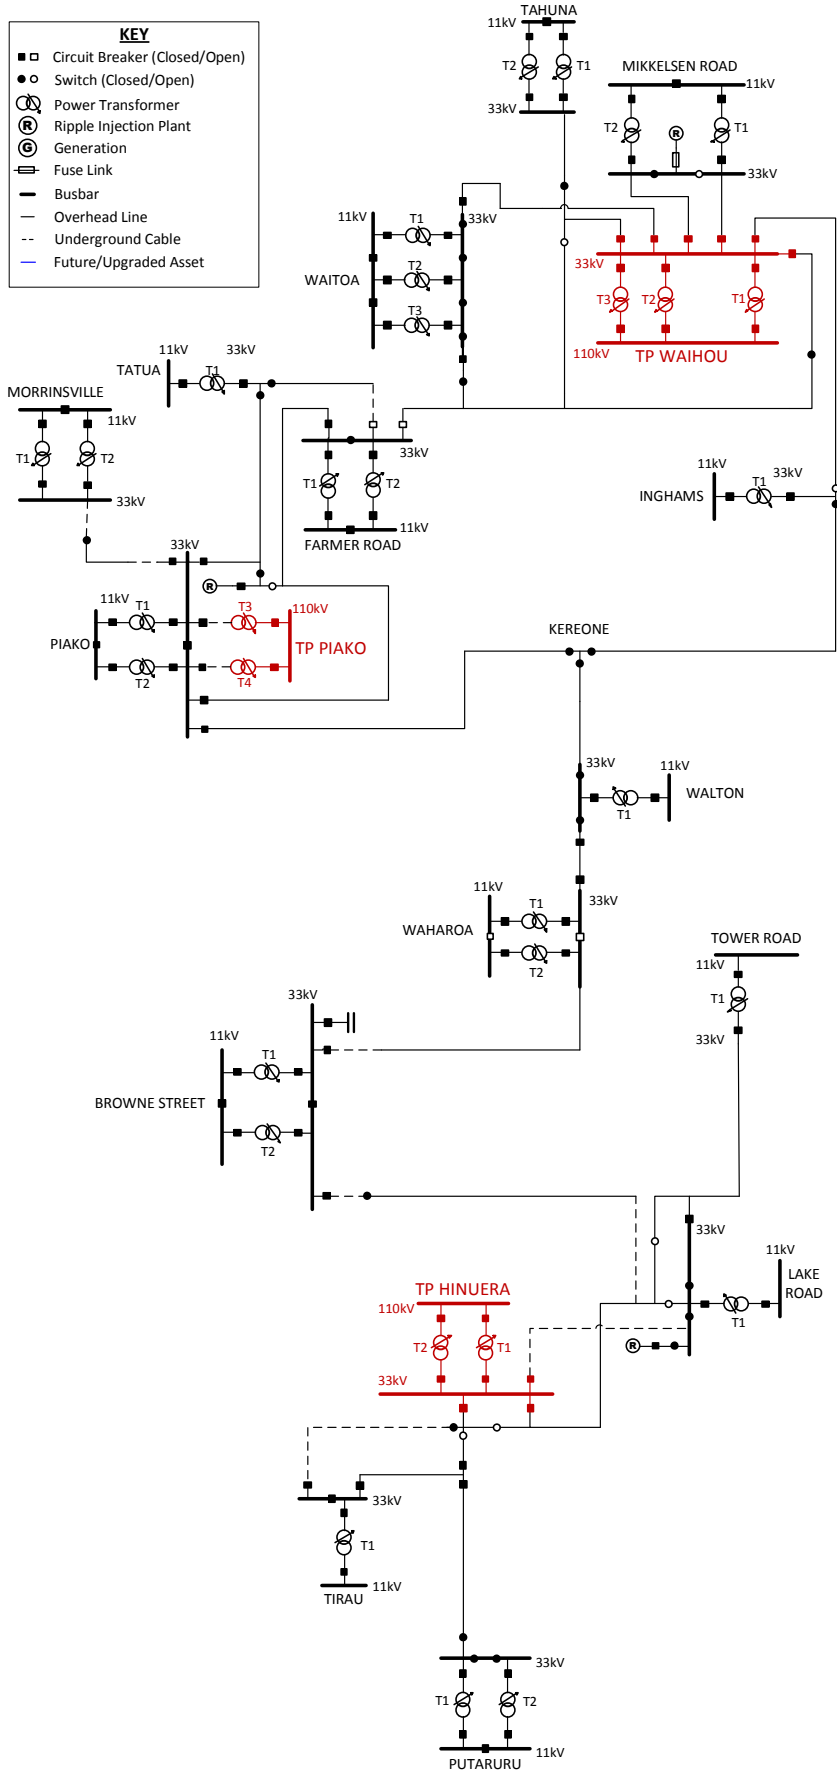 KEY
Circuit Breaker (Closed/Open)
Switch (Closed/Open)
Power Transformer
R Ripple Injection Plant
G Generation
Fuse Link
Busbar
Overhead Line
Underground Cable
Future/Upgraded Asset
TAHUNA
11kV
T2 T1
33kV
MIKKELSEN ROAD
11kV
T2 R T1
33kV
11kV T1 33kV
WAITOA
T2
T3
33kV
T3 T2 T1
110kV TP WAIHOU
11kV 33kV
T1
TATUA
MORRINSVILLE
11kV
T1 T2
33kV
33kV
T1 T2
11kV
FARMER ROAD
11kV 33kV
T1
INGHAMS
33kV
R
11kV T1 T3 110kV
PIAKO TP PIAKO
T2 T4
KEREONE
33kV 11kV
WALTON
T1
11kV T1 33kV
WAHAROA
T2
TOWER ROAD
11kV
T1
33kV
33kV
11kV
T1
BROWNE STREET
T2
33kV
11kV
LAKE
ROAD
T1
R
TP HINUERA
110kV
T2 T1
33kV
33kV
T1
11kV
TIRAU
33kV
T1 T2
11kV
PUTARURU